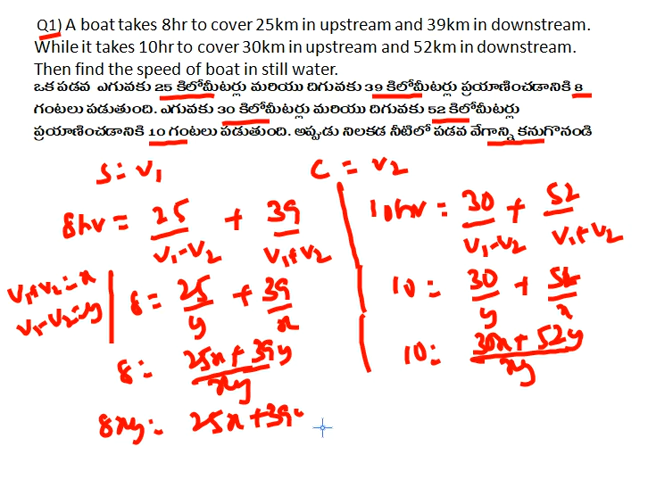 Q1) A boat takes 8hr to cover 25km in upstream and 39km in downstream.
While it takes 10hr to cover 30km in upstream and 52km in downstream.
Then find the speed of boat in still water.
ఒక పడవ ఎగువకు 25 కిలోమీటర్లు మరియు దిగువకు 39 కిలోమీటర్లు ప్రయాణించడానికి 8
గంటలు పడుతుంది. ఎగువకు 30 కిలోమీటర్లు మరియు దిగువకు 52 కిలోమీటర్లు
ప్రయాణించడానికి 10 గంటలు పడుతుంది. అప్పుడు నిలకడ నీటిలో పడవ వేగాన్ని కనుగొనండి
S = V1 C = V2
8hr = 25/(V1-V2) + 39/(V1+V2)
V1+V2 = x
V1-V2 = y
8 = 25/y + 39/x
8 = (25x + 39y)/xy
8xy = 25x + 39
10hr = 30/(V1-V2) + 52/(V1+V2)
10 = 30/y + 52/x
10 = (30x + 52y)/xy